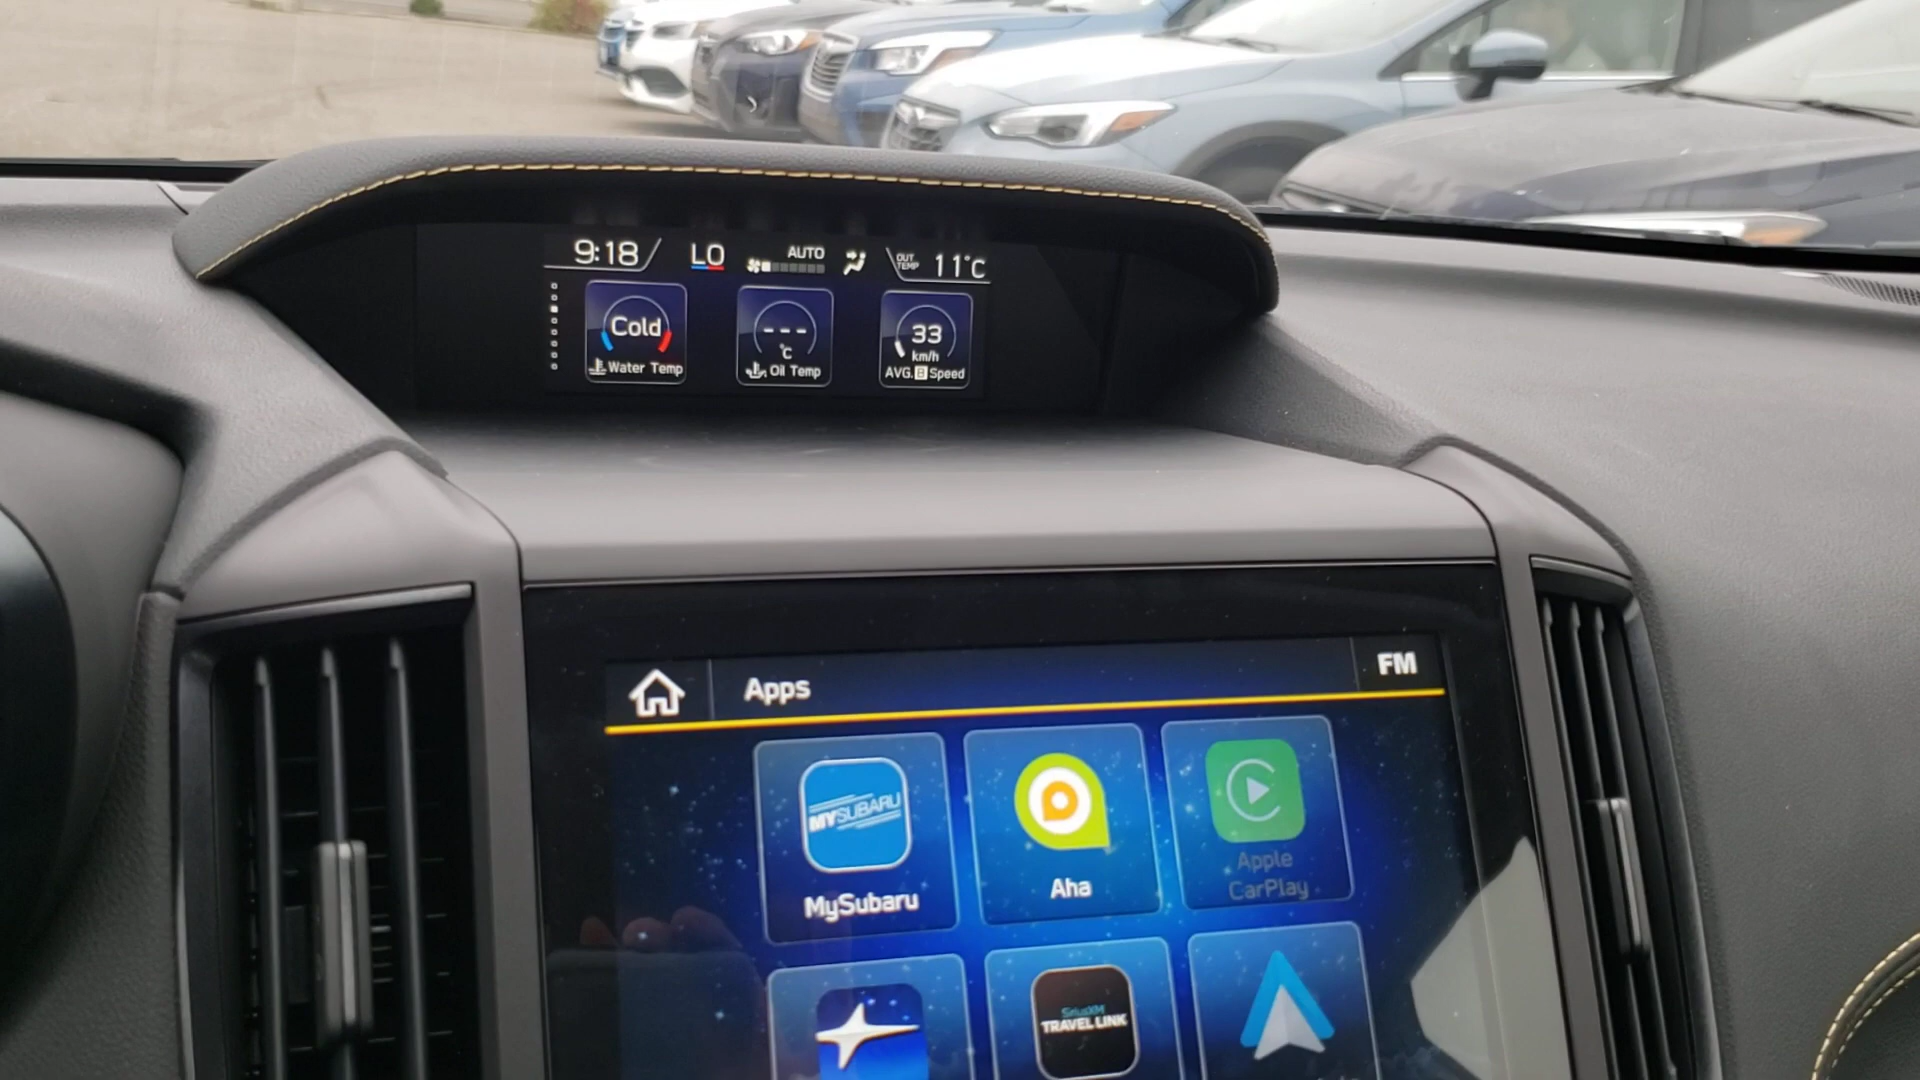 9:18 LO AUTO OUT TEMP 11°C
Cold
Water Temp
---
°C
Oil Temp
33
km/h
AVG. B Speed
Apps FM
MYSUBARU
MySubaru
Aha
Apple
CarPlay
SiriusXM
TRAVEL LINK